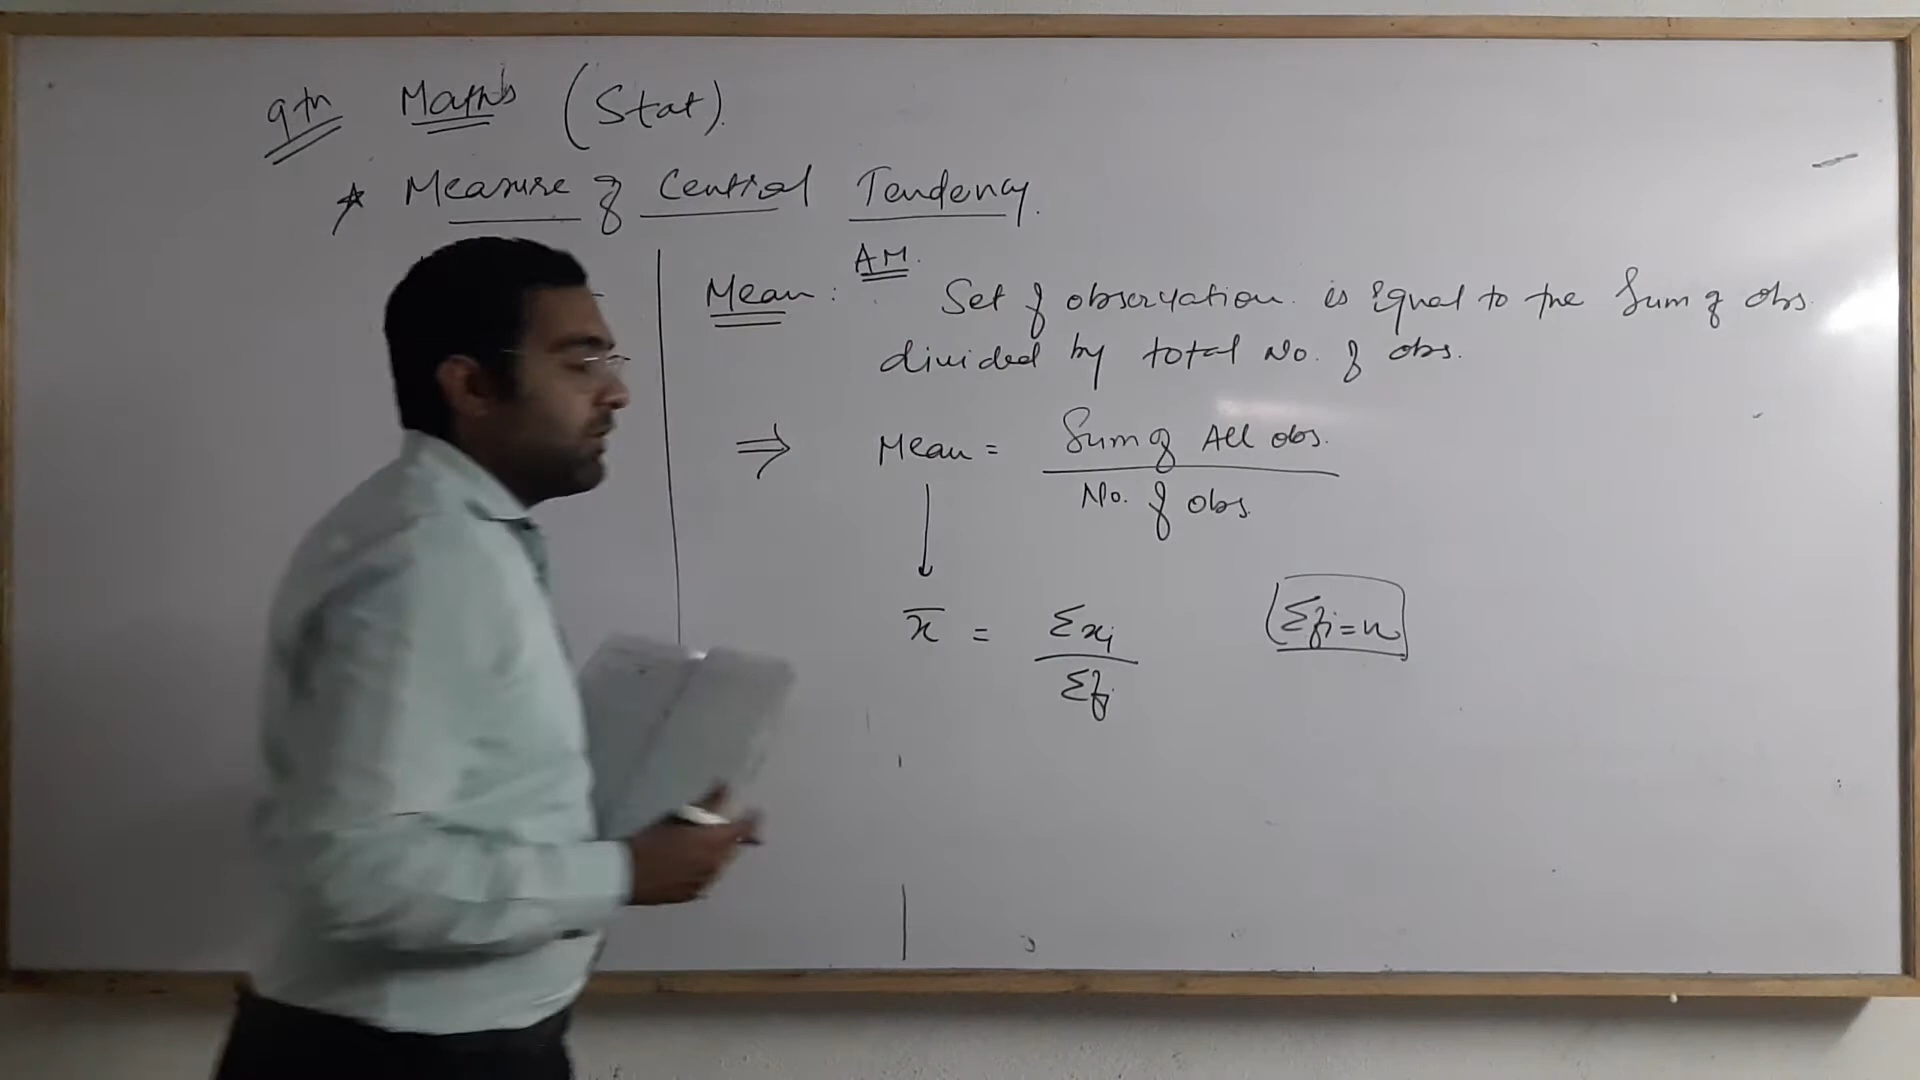 9th Maths (Stat).
* Measure of Central Tendency.
AM.
Mean : Set of observation is Equal to the Sum of obs
divided by total No. of obs.
⇒ Mean = Sum of All obs.
No. of obs.
x̄ = Σxi / Σfi
Σfi = n